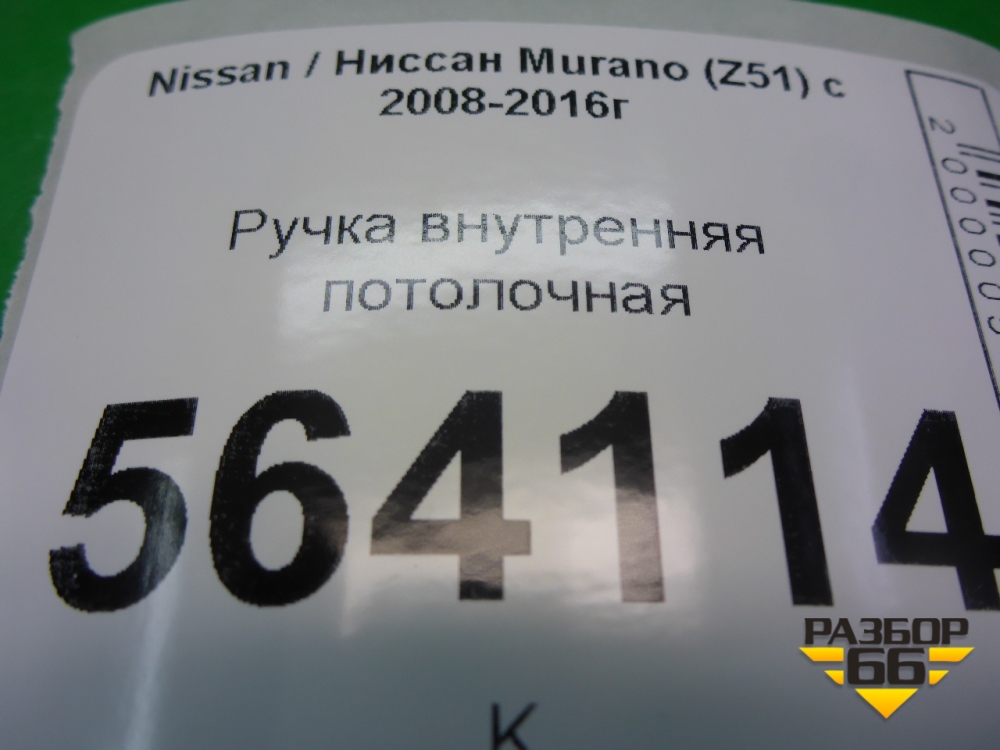 Nissan / Ниссан Murano (Z51) с
2008-2016г
Ручка внутренняя
потолочная
564114
К
РАЗБОР
66